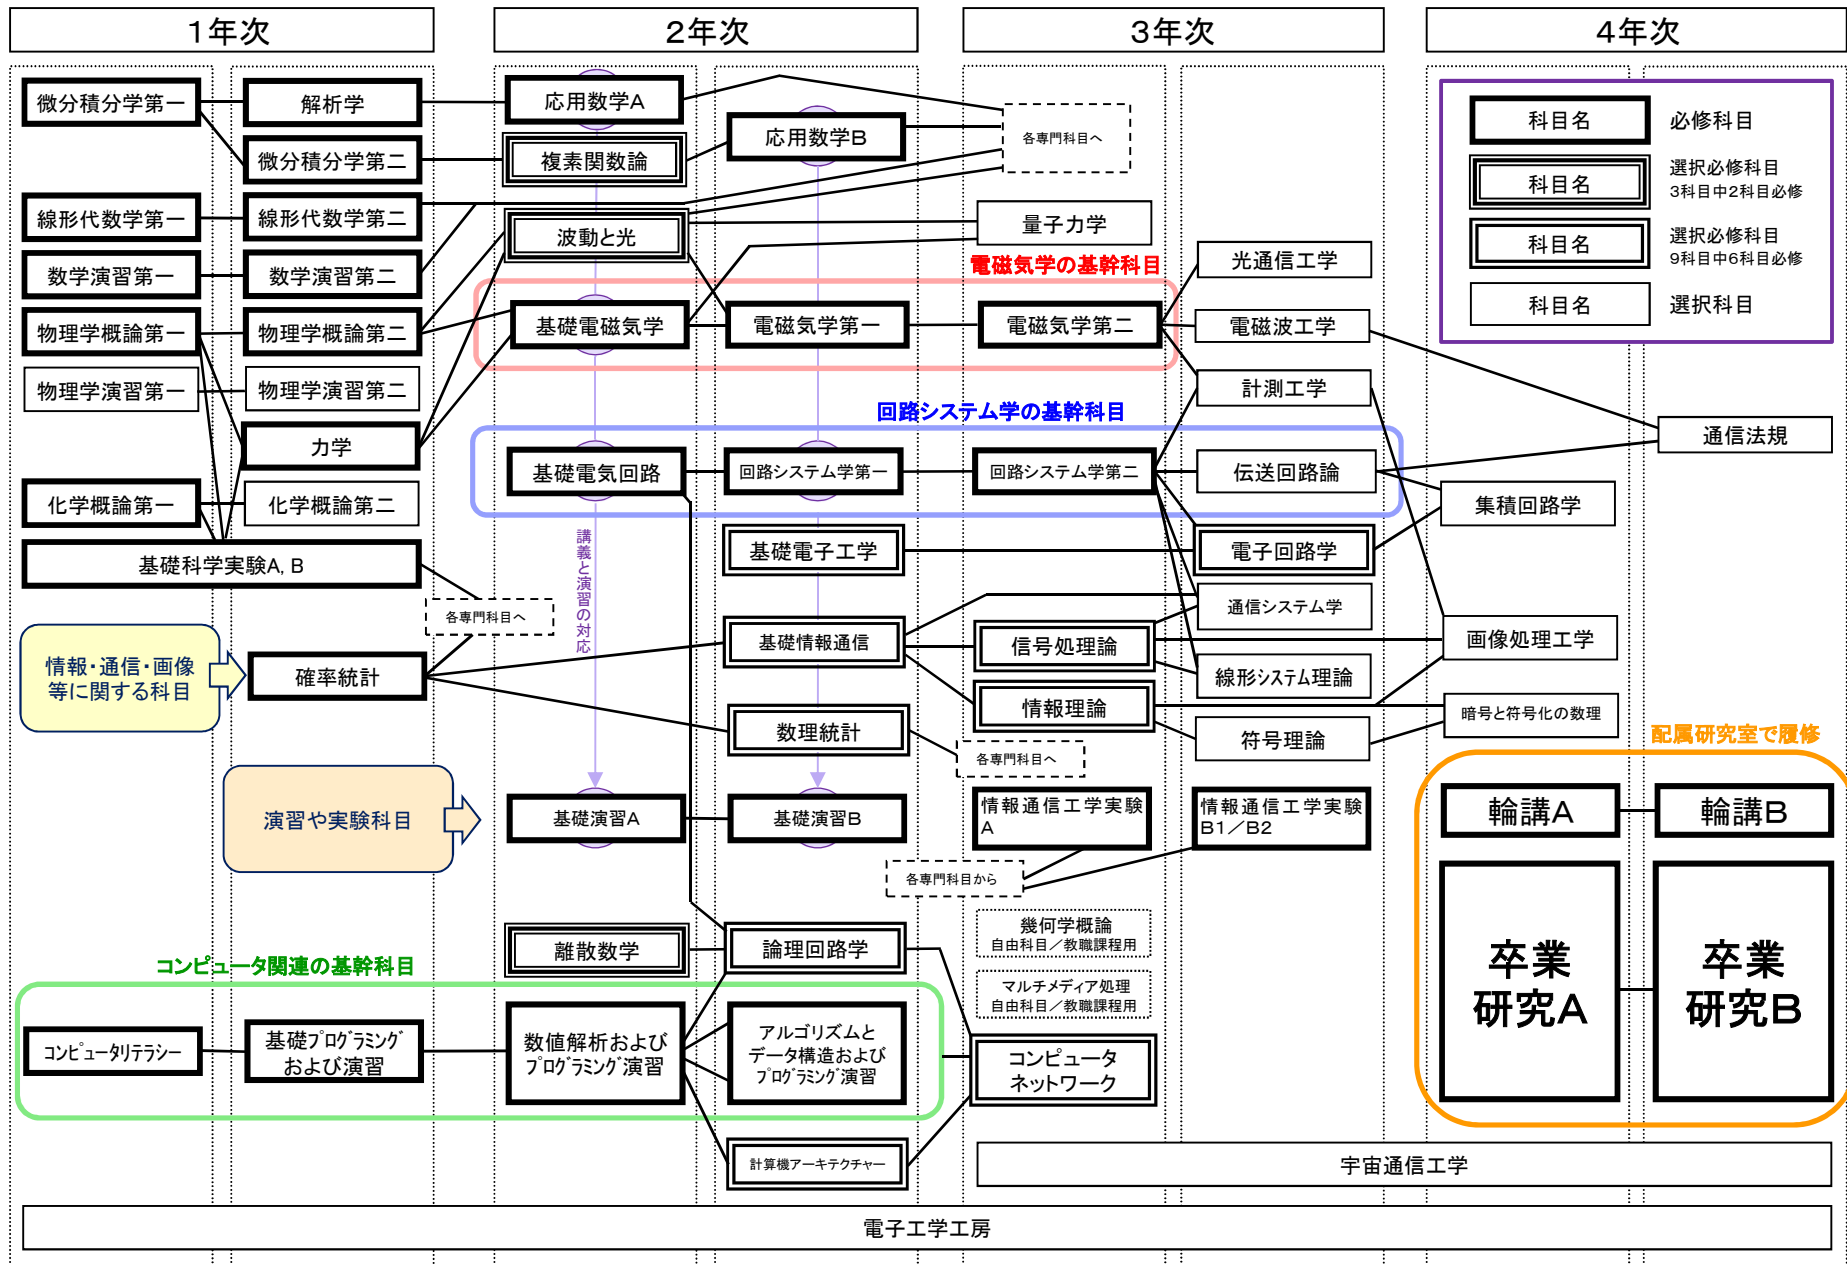 1年次
2年次
3年次
4年次
微分積分学第一
解析学
応用数学A
応用数学B
各専門科目へ
微分積分学第二
複素関数論
線形代数学第一
線形代数学第二
波動と光
量子力学
数学演習第一
数学演習第二
電磁気学の基幹科目
光通信工学
物理学概論第一
物理学概論第二
基礎電磁気学
電磁気学第一
電磁気学第二
電磁波工学
物理学演習第一
物理学演習第二
計測工学
回路システム学の基幹科目
力学
基礎電気回路
回路システム学第一
回路システム学第二
伝送回路論
通信法規
化学概論第一
化学概論第二
集積回路学
基礎科学実験A, B
講義と演習の対応
基礎電子工学
電子回路学
各専門科目へ
通信システム学
情報・通信・画像
等に関する科目
確率統計
基礎情報通信
信号処理論
画像処理工学
線形システム理論
情報理論
数理統計
符号理論
暗号と符号化の数理
各専門科目へ
配属研究室で履修
演習や実験科目
基礎演習A
基礎演習B
情報通信工学実験
A
情報通信工学実験
B1/B2
輪講A
輪講B
各専門科目から
離散数学
論理回路学
幾何学概論
自由科目/教職課程用
マルチメディア処理
自由科目/教職課程用
卒業
研究A
卒業
研究B
コンピュータ関連の基幹科目
コンピュータリテラシー
基礎プログラミング
および演習
数値解析および
プログラミング演習
アルゴリズムと
データ構造および
プログラミング演習
コンピュータ
ネットワーク
計算機アーキテクチャー
宇宙通信工学
電子工学工房
科目名
必修科目
科目名
選択必修科目
3科目中2科目必修
科目名
選択必修科目
9科目中6科目必修
科目名
選択科目